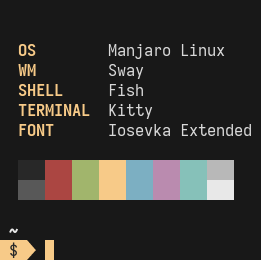 OS Manjaro Linux
WM Sway
SHELL Fish
TERMINAL Kitty
FONT Iosevka Extended
~
$